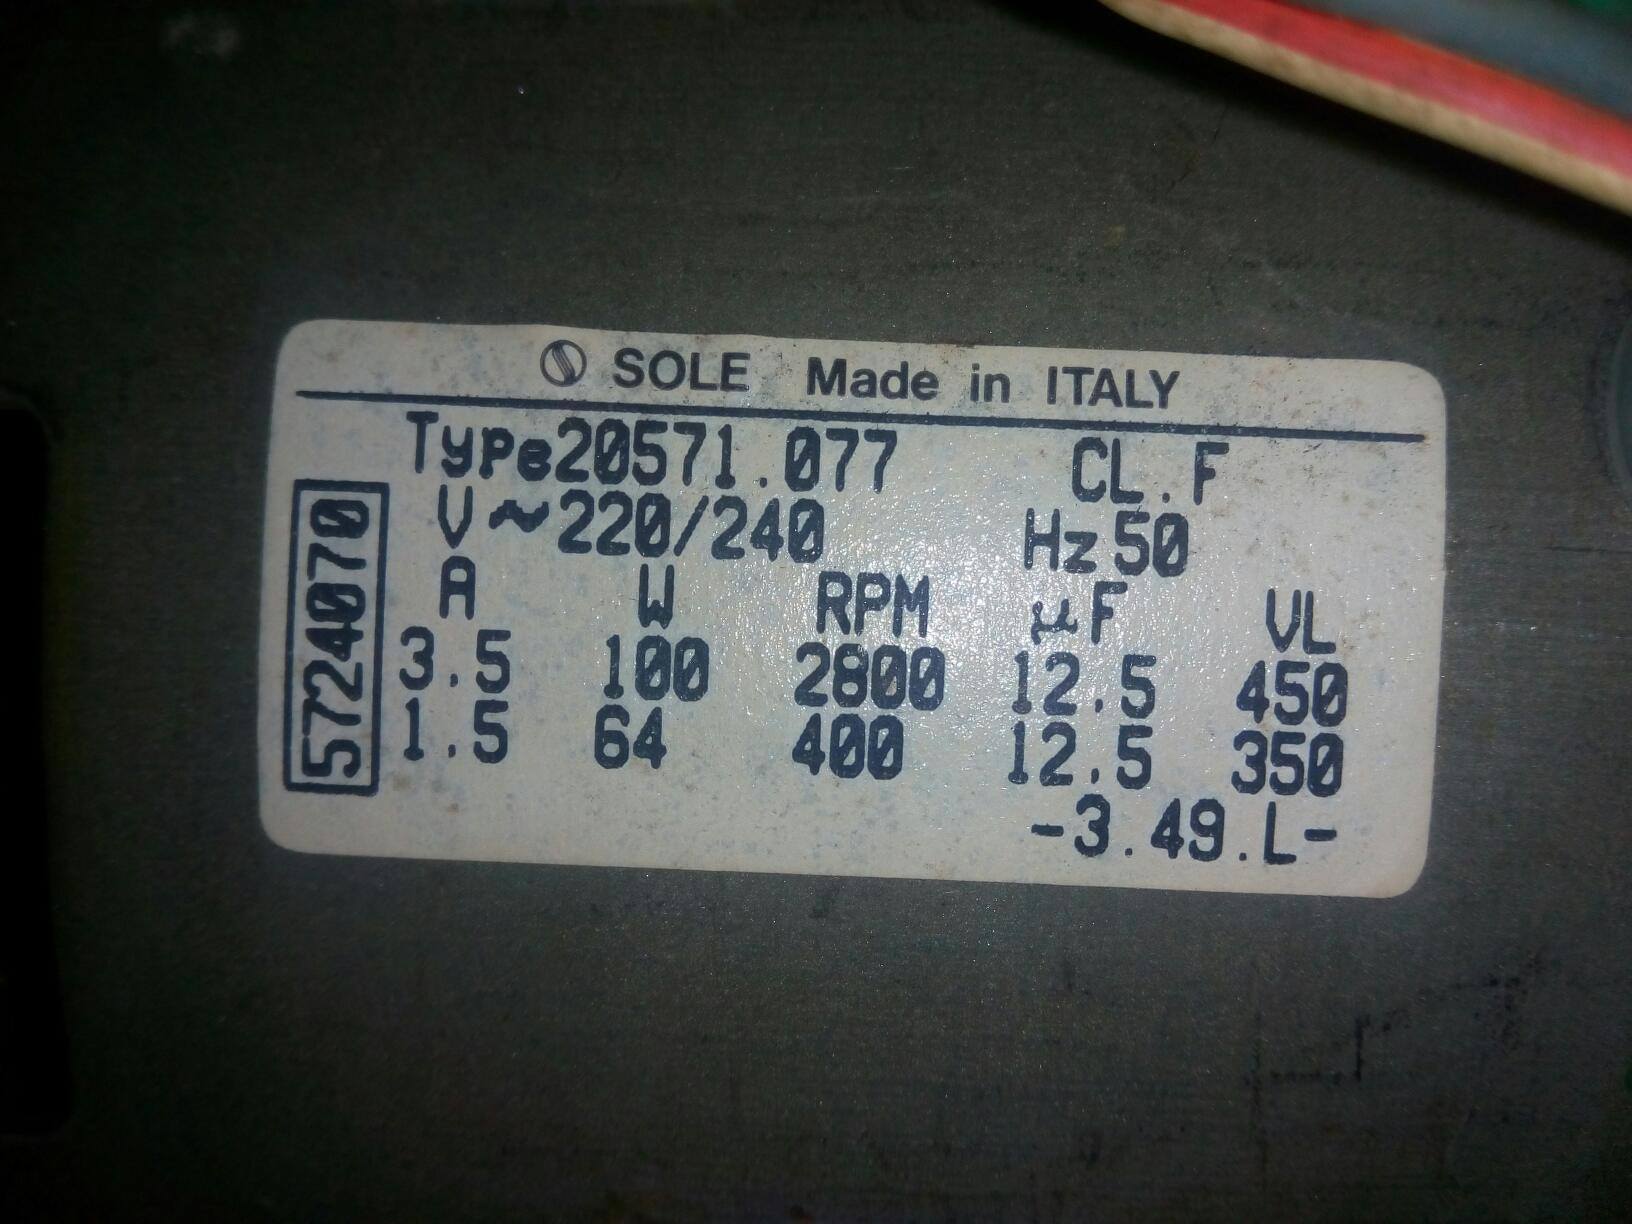 SOLE Made in ITALY
Type20571.077 CL.F
V~220/240 Hz50
A W RPM µF VL
3.5 100 2800 12.5 450
1.5 64 400 12.5 350
-3.49.L-
5724070